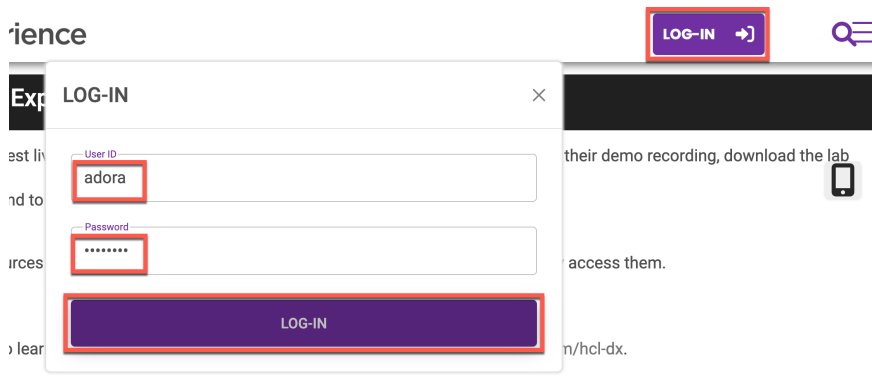 rience
LOG-IN
Exp
LOG-IN
est liv
their demo recording, download the lab
User ID
adora
nd to
Password
••••••••
urces
access them.
LOG-IN
o lear
m/hcl-dx.